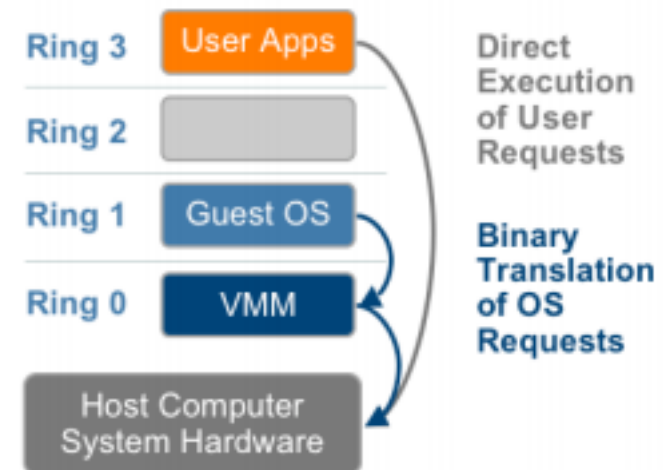 Ring 3
User Apps
Direct
Execution
of User
Requests
Ring 2
Ring 1
Guest OS
Binary
Translation
of OS
Requests
Ring 0
VMM
Host Computer
System Hardware